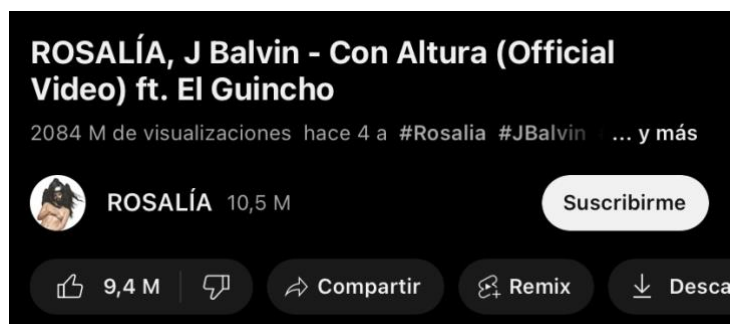 ROSALÍA, J Balvin - Con Altura (Official
Video) ft. El Guincho
2084 M de visualizaciones hace 4 a #Rosalia #JBalvin ... y más
ROSALÍA 10,5 M Suscribirme
9,4 M Compartir Remix Desca